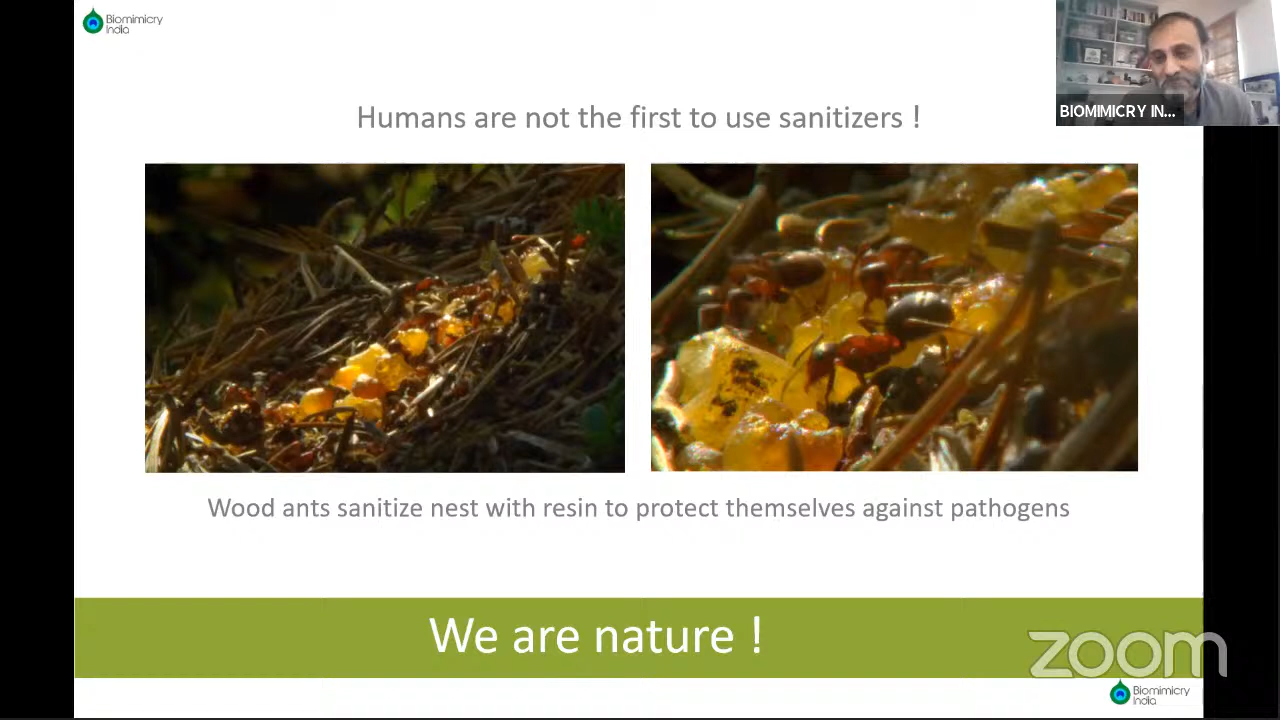 Biomimicry
India
BIOMIMICRY IN...
Humans are not the first to use sanitizers !
Wood ants sanitize nest with resin to protect themselves against pathogens
We are nature !
zoom
Biomimicry
India